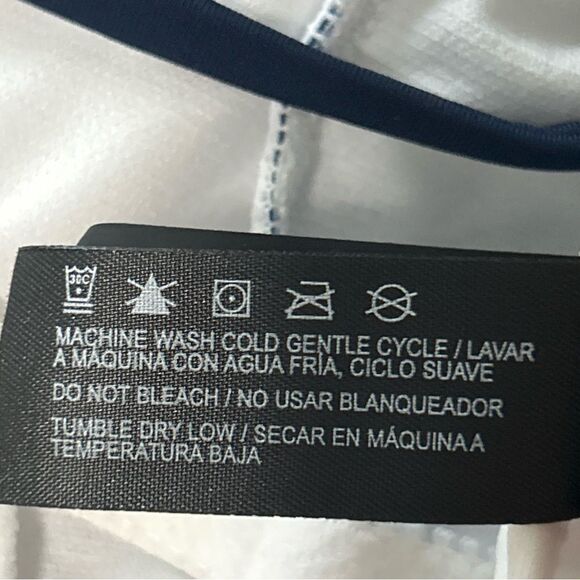 30C
MACHINE WASH COLD GENTLE CYCLE / LAVAR
A MÁQUINA CON AGUA FRÍA, CICLO SUAVE
DO NOT BLEACH / NO USAR BLANQUEADOR
TUMBLE DRY LOW / SECAR EN MÁQUINA A
TEMPERATURA BAJA